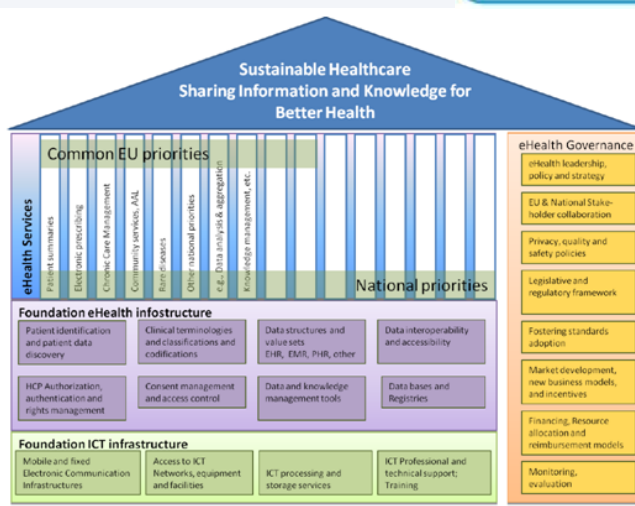 Sustainable Healthcare
Sharing Information and Knowledge for
Better Health
eHealth Services
Common EU priorities
Patient summaries
Electronic prescribing
Chronic Care Management
Community services, AAL
Rare diseases
Other national priorities
e.g., Data analysis & aggregation
Knowledge management, etc.
National priorities
Foundation eHealth infostructure
Patient identification
and patient data
discovery
Clinical terminologies
and classifications and
codifications
Data structures and
value sets
EHR, EMR, PHR, other
Data interoperability
and accessibility
HCP Authorization,
authentication and
rights management
Consent management
and access control
Data and knowledge
management tools
Data bases and
Registries
Foundation ICT infrastructure
Mobile and fixed
Electronic Communication
Infrastructures
Access to ICT
Networks, equipment
and facilities
ICT processing and
storage services
ICT Professional and
technical support;
Training
eHealth Governance
eHealth leadership,
policy and strategy
EU & National Stake-
holder collaboration
Privacy, quality and
safety policies
Legislative and
regulatory framework
Fostering standards
adoption
Market development,
new business models,
and incentives
Financing, Resource
allocation and
reimbursement models
Monitoring,
evaluation